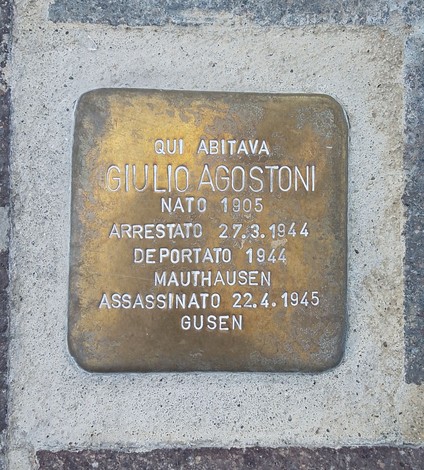 QUI ABITAVA
GIULIO AGOSTONI
NATO 1905
ARRESTATO 27.3.1944
DEPORTATO 1944
MAUTHAUSEN
ASSASSINATO 22.4.1945
GUSEN